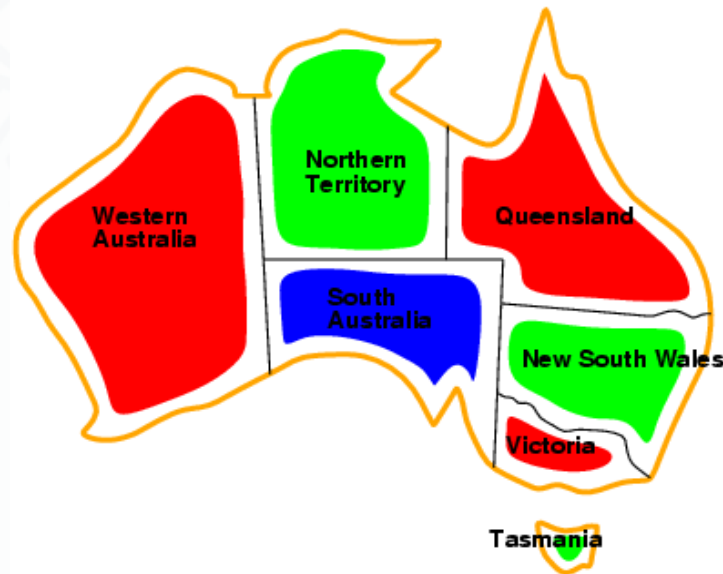 Northern
Territory
Western
Australia
Queensland
South
Australia
New South Wales
Victoria
Tasmania